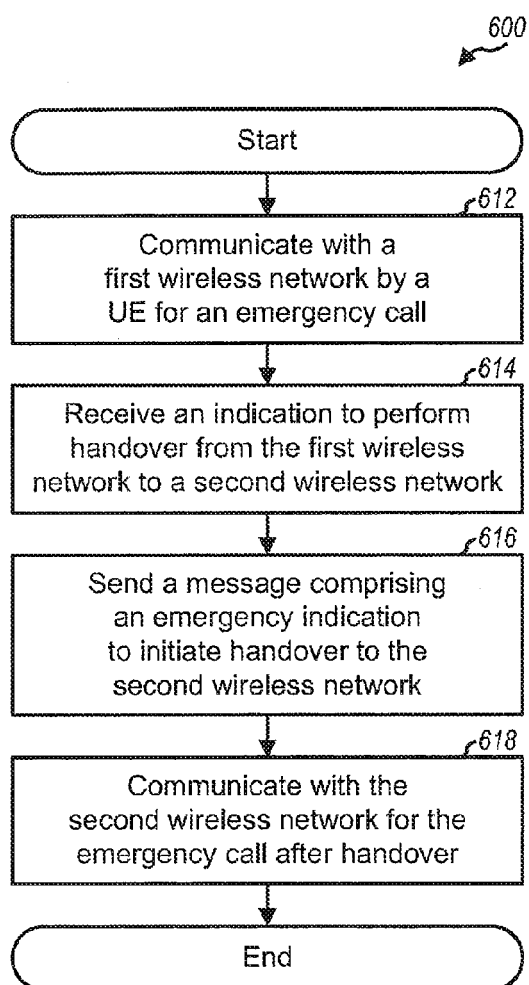 600
Start
612
Communicate with a
first wireless network by a
UE for an emergency call
614
Receive an indication to perform
handover from the first wireless
network to a second wireless network
616
Send a message comprising
an emergency indication
to initiate handover to the
second wireless network
618
Communicate with the
second wireless network for the
emergency call after handover
End